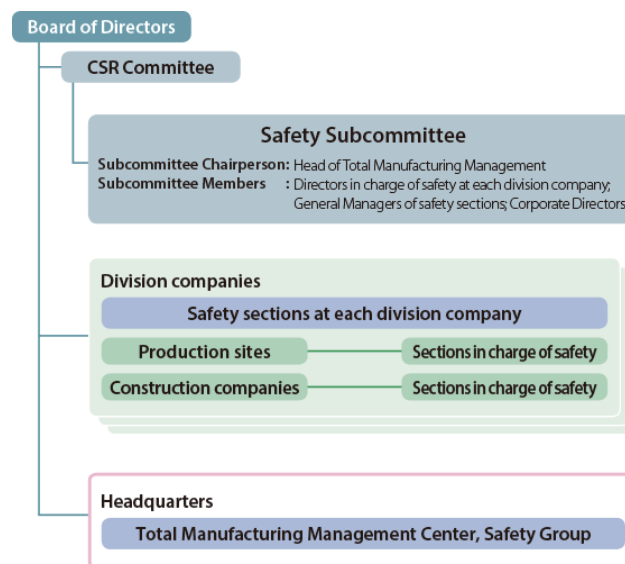 Board of Directors
CSR Committee
Safety Subcommittee
Subcommittee Chairperson: Head of Total Manufacturing Management
Subcommittee Members : Directors in charge of safety at each division company;
General Managers of safety sections; Corporate Directors
Division companies
Safety sections at each division company
Production sites Sections in charge of safety
Construction companies Sections in charge of safety
Headquarters
Total Manufacturing Management Center, Safety Group